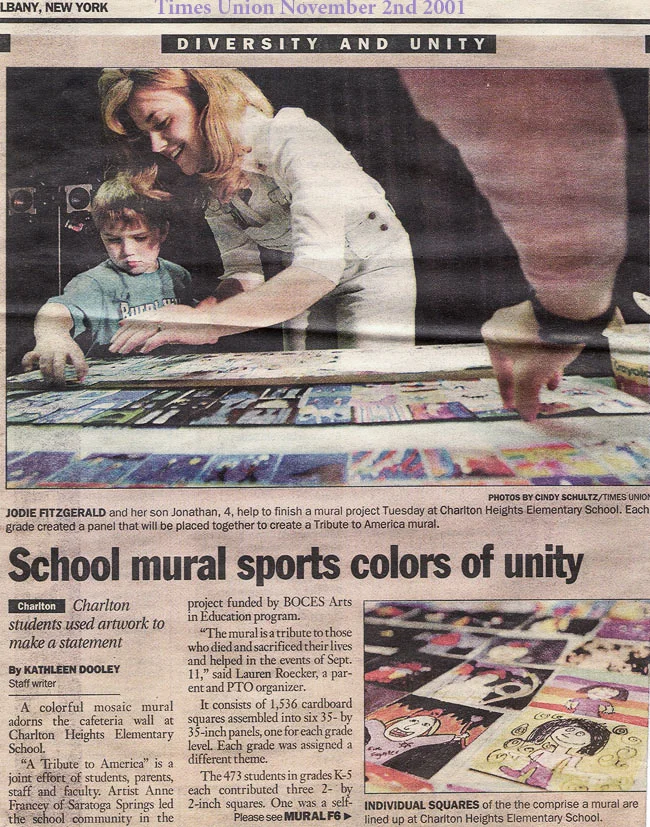 LBANY, NEW YORK
Times Union November 2nd 2001
DIVERSITY AND UNITY
Crayola
PHOTOS BY CINDY SCHULTZ/TIMES UNION
JODIE FITZGERALD and her son Jonathan, 4, help to finish a mural project Tuesday at Charlton Heights Elementary School. Each
grade created a panel that will be placed together to create a Tribute to America mural.
School mural sports colors of unity
Charlton Charlton
students used artwork to
make a statement
By KATHLEEN DOOLEY
Staff writer
A colorful mosaic mural
adorns the cafeteria wall at
Charlton Heights Elementary
School.
"A Tribute to America" is a
joint effort of students, parents,
staff and faculty. Artist Anne
Francey of Saratoga Springs led
the school community in the
project funded by BOCES Arts
in Education program.
"The mural is a tribute to those
who died and sacrificed their lives
and helped in the events of Sept.
11," said Lauren Roecker, a par-
ent and PTO organizer.
It consists of 1,536 cardboard
squares assembled into six 35- by
35-inch panels, one for each grade
level. Each grade was assigned a
different theme.
The 473 students in grades K-5
each contributed three 2- by
2-inch squares. One was a self-
Please see MURAL F6 ▶
INDIVIDUAL SQUARES of the the comprise a mural are
lined up at Charlton Heights Elementary School.